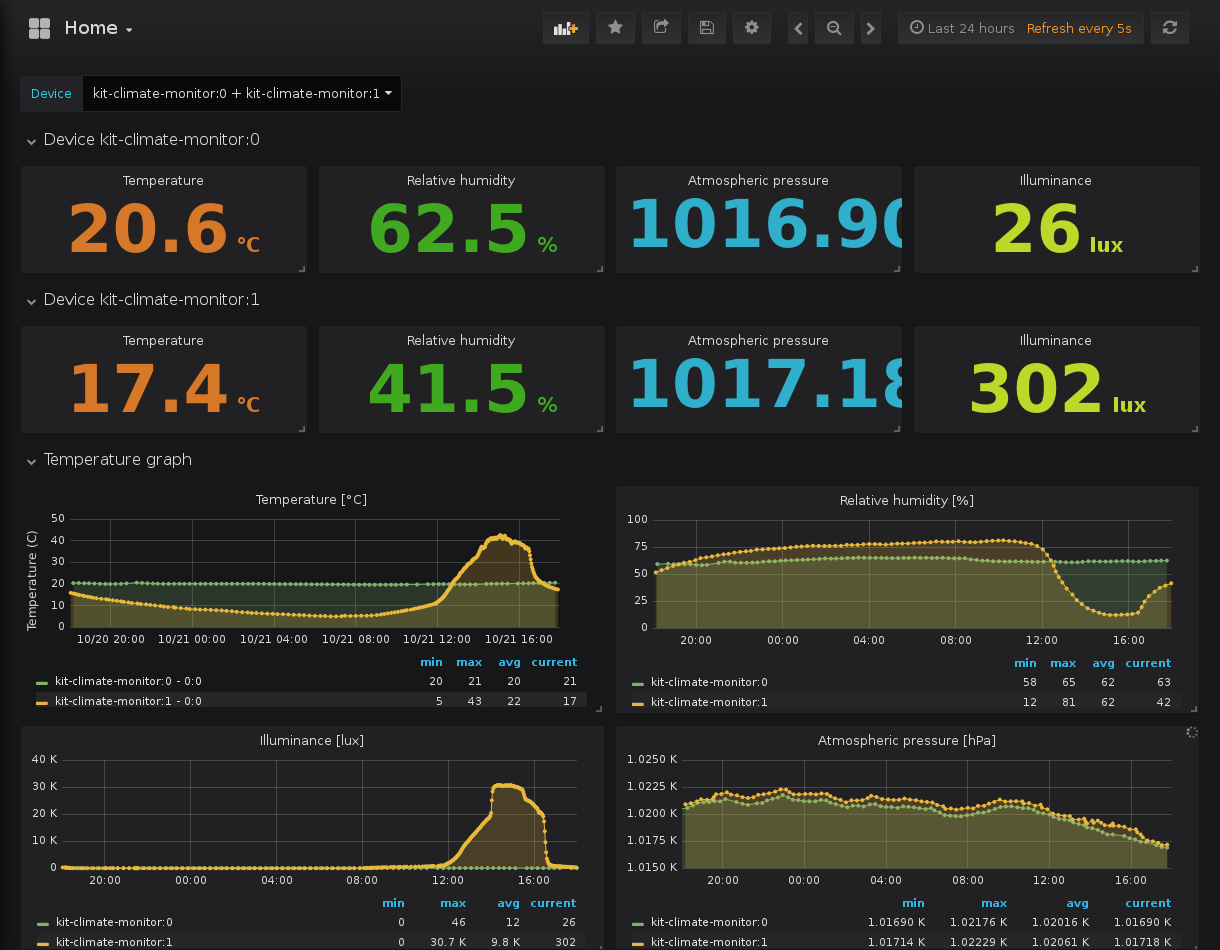 Home
Last 24 hours Refresh every 5s
Device kit-climate-monitor:0 + kit-climate-monitor:1
Device kit-climate-monitor:0
Temperature Relative humidity Atmospheric pressure Illuminance
20.6 °C 62.5 % 1016.90 26 lux
Device kit-climate-monitor:1
Temperature Relative humidity Atmospheric pressure Illuminance
17.4 °C 41.5 % 1017.18 302 lux
Temperature graph
Temperature [°C]
Temperature (C)
50
40
30
20
10
0
10/20 20:00 10/21 00:00 10/21 04:00 10/21 08:00 10/21 12:00 10/21 16:00
min max avg current
kit-climate-monitor:0 - 0:0 20 21 20 21
kit-climate-monitor:1 - 0:0 5 43 22 17
Relative humidity [%]
100
75
50
25
0
20:00 00:00 04:00 08:00 12:00 16:00
min max avg current
kit-climate-monitor:0 58 65 62 63
kit-climate-monitor:1 12 81 62 42
Illuminance [lux]
40 K
30 K
20 K
10 K
0
20:00 00:00 04:00 08:00 12:00 16:00
min max avg current
kit-climate-monitor:0 0 46 12 26
kit-climate-monitor:1 0 30.7 K 9.8 K 302
Atmospheric pressure [hPa]
1.0250 K
1.0225 K
1.0200 K
1.0175 K
1.0150 K
20:00 00:00 04:00 08:00 12:00 16:00
min max avg current
kit-climate-monitor:0 1.01690 K 1.02176 K 1.02016 K 1.01690 K
kit-climate-monitor:1 1.01714 K 1.02229 K 1.02061 K 1.01718 K